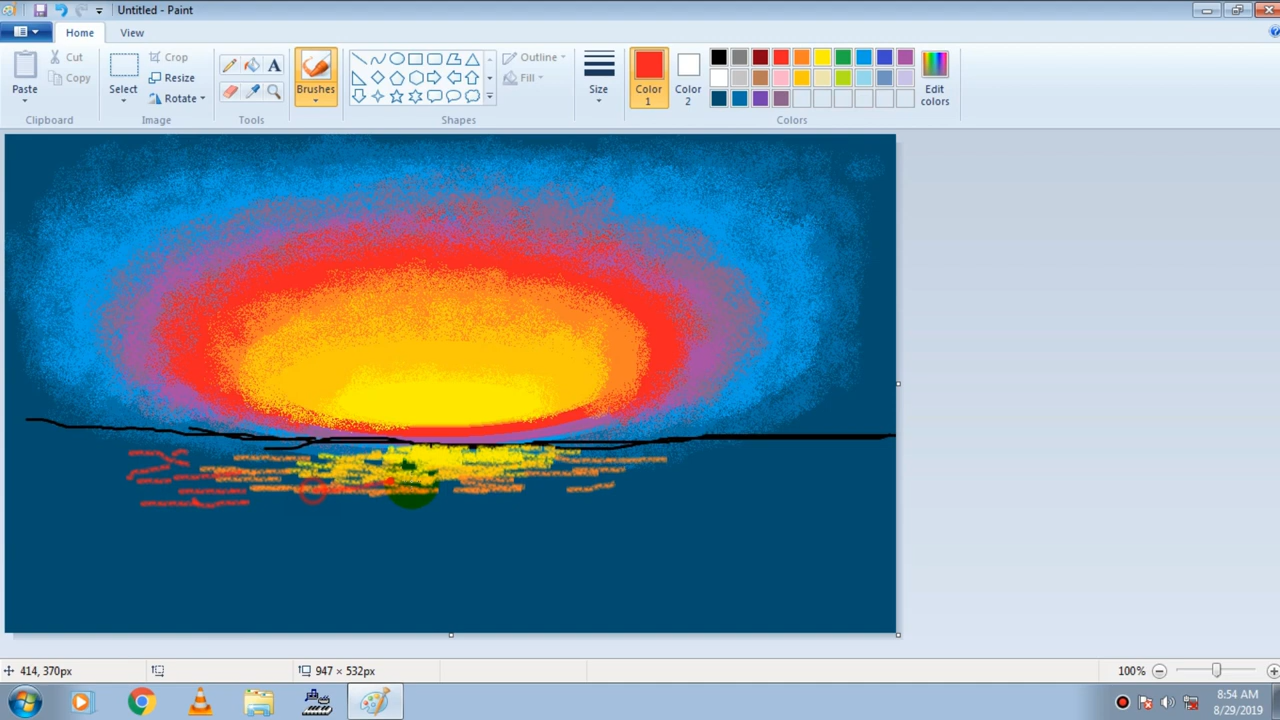 Untitled - Paint
Home
View
Paste
Cut
Copy
Clipboard
Select
Crop
Resize
Rotate
Image
A
Tools
Brushes
Outline
Fill
Shapes
Size
Color
1
Color
2
Edit
colors
Colors
414, 370px
947 × 532px
100%
8:54 AM
8/29/2019